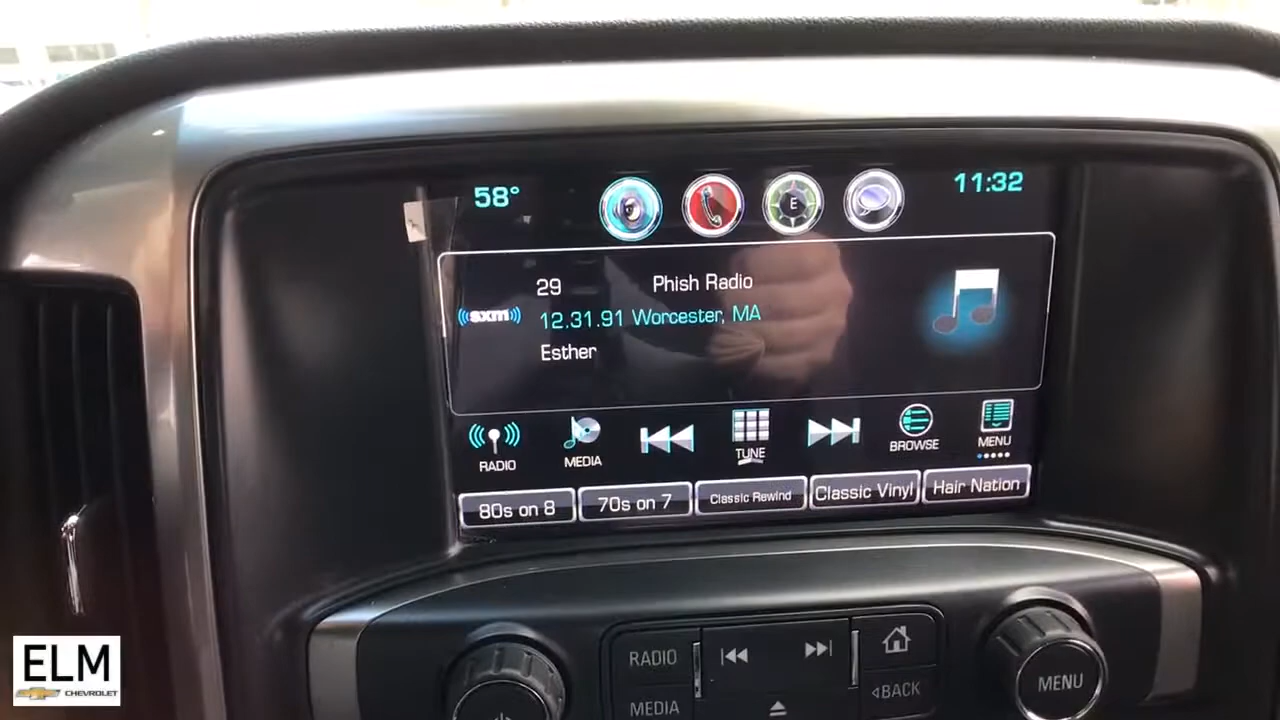 58°
E
11:32
29 Phish Radio
((sxm)) 12.31.91 Worcester, MA
Esther
RADIO MEDIA TUNE BROWSE MENU
80s on 8 70s on 7 Classic Rewind Classic Vinyl Hair Nation
RADIO
BACK
MEDIA
MENU
ELM
CHEVROLET